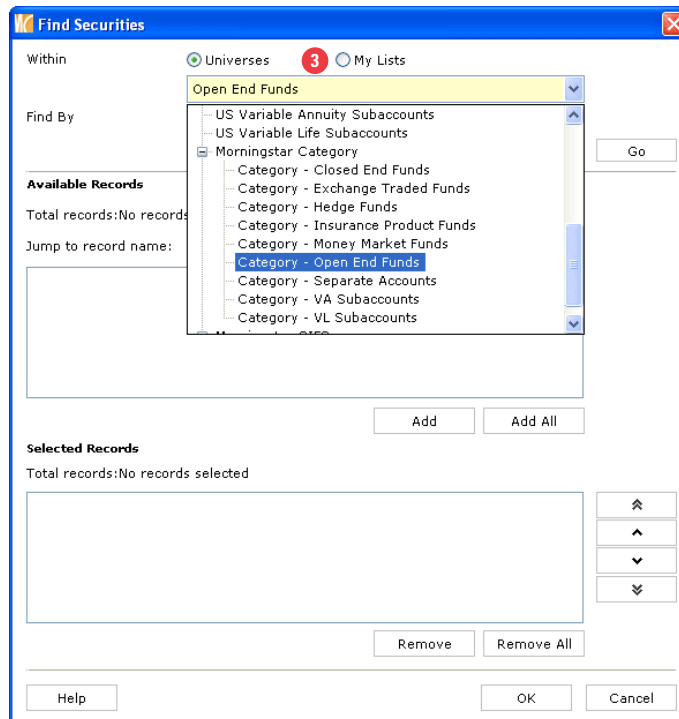 Find Securities
Within
Universes
3
My Lists
Open End Funds
Find By
US Variable Annuity Subaccounts
US Variable Life Subaccounts
Morningstar Category
Category - Closed End Funds
Category - Exchange Traded Funds
Category - Hedge Funds
Category - Insurance Product Funds
Category - Money Market Funds
Category - Open End Funds
Category - Separate Accounts
Category - VA Subaccounts
Category - VL Subaccounts
Go
Available Records
Total records:No records
Jump to record name:
Add
Add All
Selected Records
Total records:No records selected
Remove
Remove All
Help
OK
Cancel